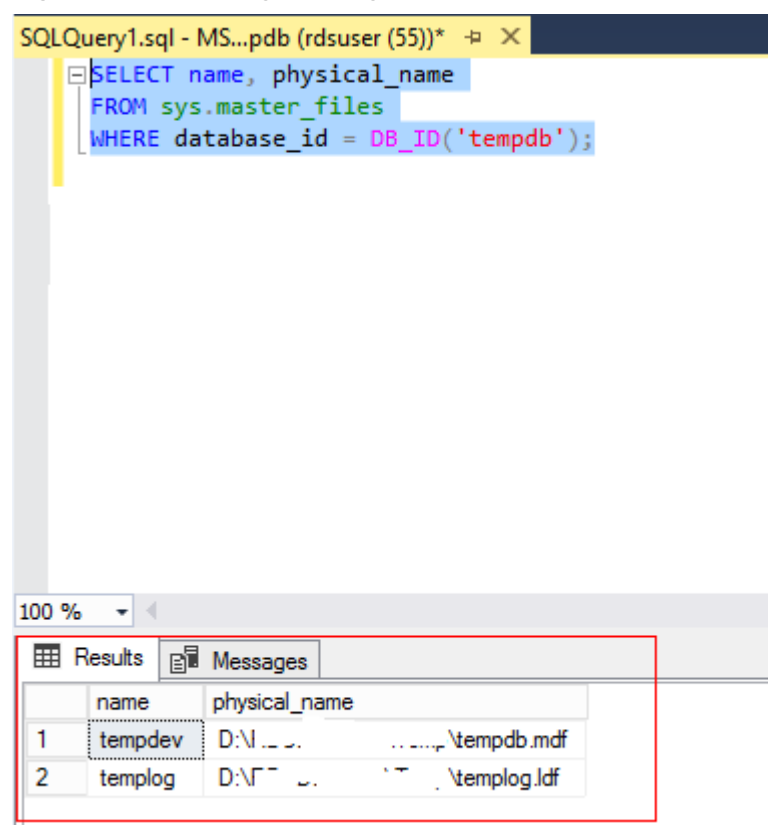 SQLQuery1.sql - MS...pdb (rdsuser (55))*
SELECT name, physical_name
FROM sys.master_files
WHERE database_id = DB_ID('tempdb');
100 %
Results Messages
name physical_name
1 tempdev D:\ \tempdb.mdf
2 templog D:\ \templog.ldf